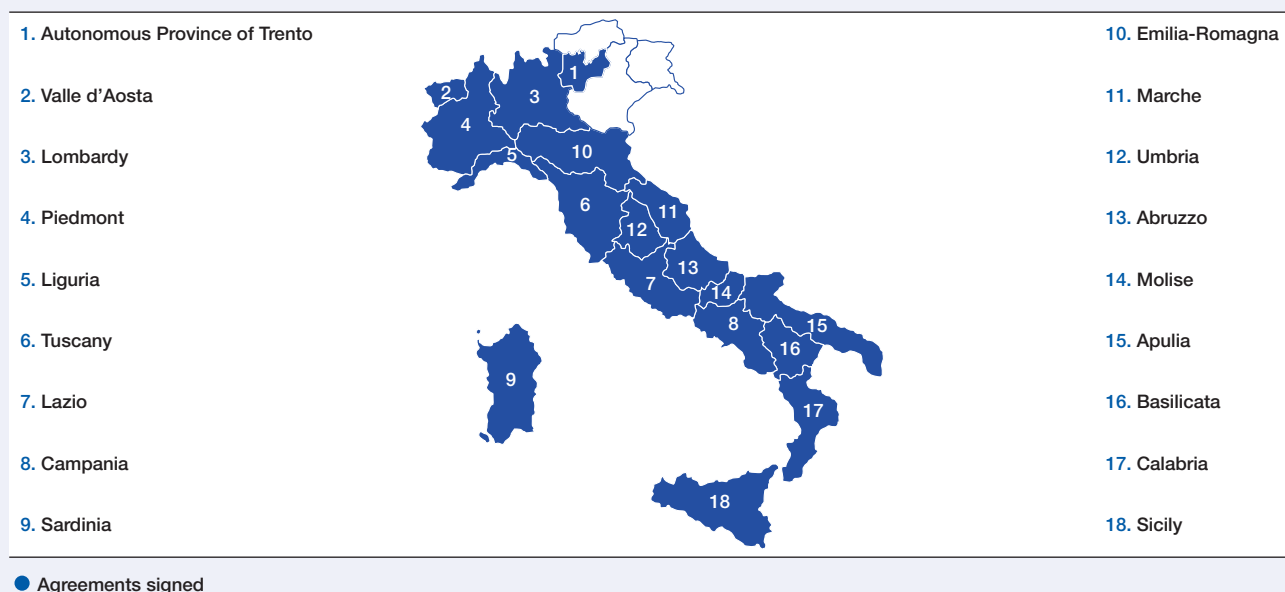 1. Autonomous Province of Trento
2. Valle d’Aosta
3. Lombardy
4. Piedmont
5. Liguria
6. Tuscany
7. Lazio
8. Campania
9. Sardinia
1
2
3
4
5
10
6
11
12
13
7
14
8
15
16
9
17
18
10. Emilia-Romagna
11. Marche
12. Umbria
13. Abruzzo
14. Molise
15. Apulia
16. Basilicata
17. Calabria
18. Sicily
Agreements signed